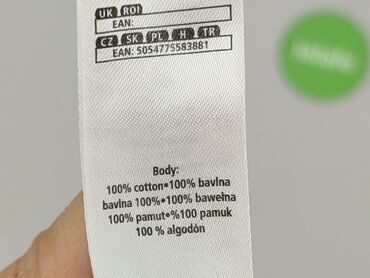 UK ROI
EAN:
CZ SK PL H TR
EAN: 5054775583881
Body:
100% cotton•100% bavlna
bavlna 100%•100% bawełna
100% pamut•%100 pamuk
100 % algodón